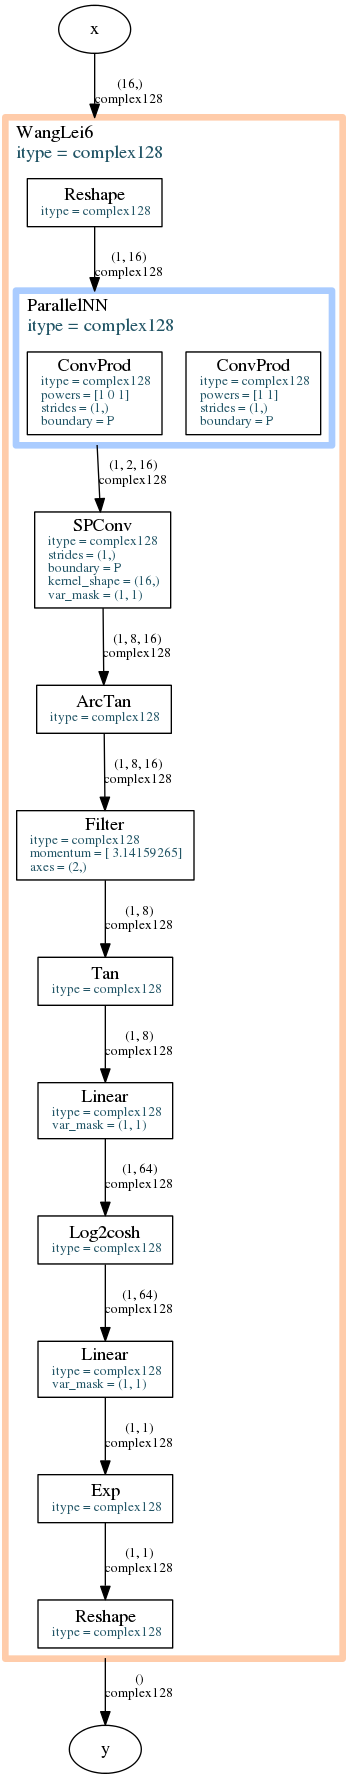 x
(16,)
complex128
WangLei6
itype = complex128
Reshape
itype = complex128
(1, 16)
complex128
ParallelNN
itype = complex128
ConvProd
itype = complex128
powers = [1 0 1]
strides = (1,)
boundary = P
ConvProd
itype = complex128
powers = [1 1]
strides = (1,)
boundary = P
(1, 2, 16)
complex128
SPConv
itype = complex128
strides = (1,)
boundary = P
kernel_shape = (16,)
var_mask = (1, 1)
(1, 8, 16)
complex128
ArcTan
itype = complex128
(1, 8, 16)
complex128
Filter
itype = complex128
momentum = [ 3.14159265]
axes = (2,)
(1, 8)
complex128
Tan
itype = complex128
(1, 8)
complex128
Linear
itype = complex128
var_mask = (1, 1)
(1, 64)
complex128
Log2cosh
itype = complex128
(1, 64)
complex128
Linear
itype = complex128
var_mask = (1, 1)
(1, 1)
complex128
Exp
itype = complex128
(1, 1)
complex128
Reshape
itype = complex128
()
complex128
y